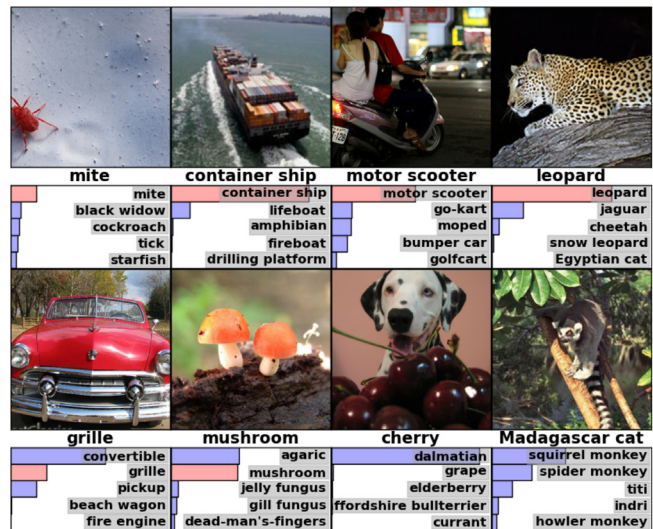 mite
container ship
motor scooter
leopard
mite
black widow
cockroach
tick
starfish
container ship
lifeboat
amphibian
fireboat
drilling platform
motor scooter
go-kart
moped
bumper car
golfcart
leopard
jaguar
cheetah
snow leopard
Egyptian cat
grille
mushroom
cherry
Madagascar cat
convertible
grille
pickup
beach wagon
fire engine
agaric
mushroom
jelly fungus
gill fungus
dead-man's-fingers
dalmatian
grape
elderberry
ffordshire bullterrier
currant
squirrel monkey
spider monkey
titi
indri
howler monkey